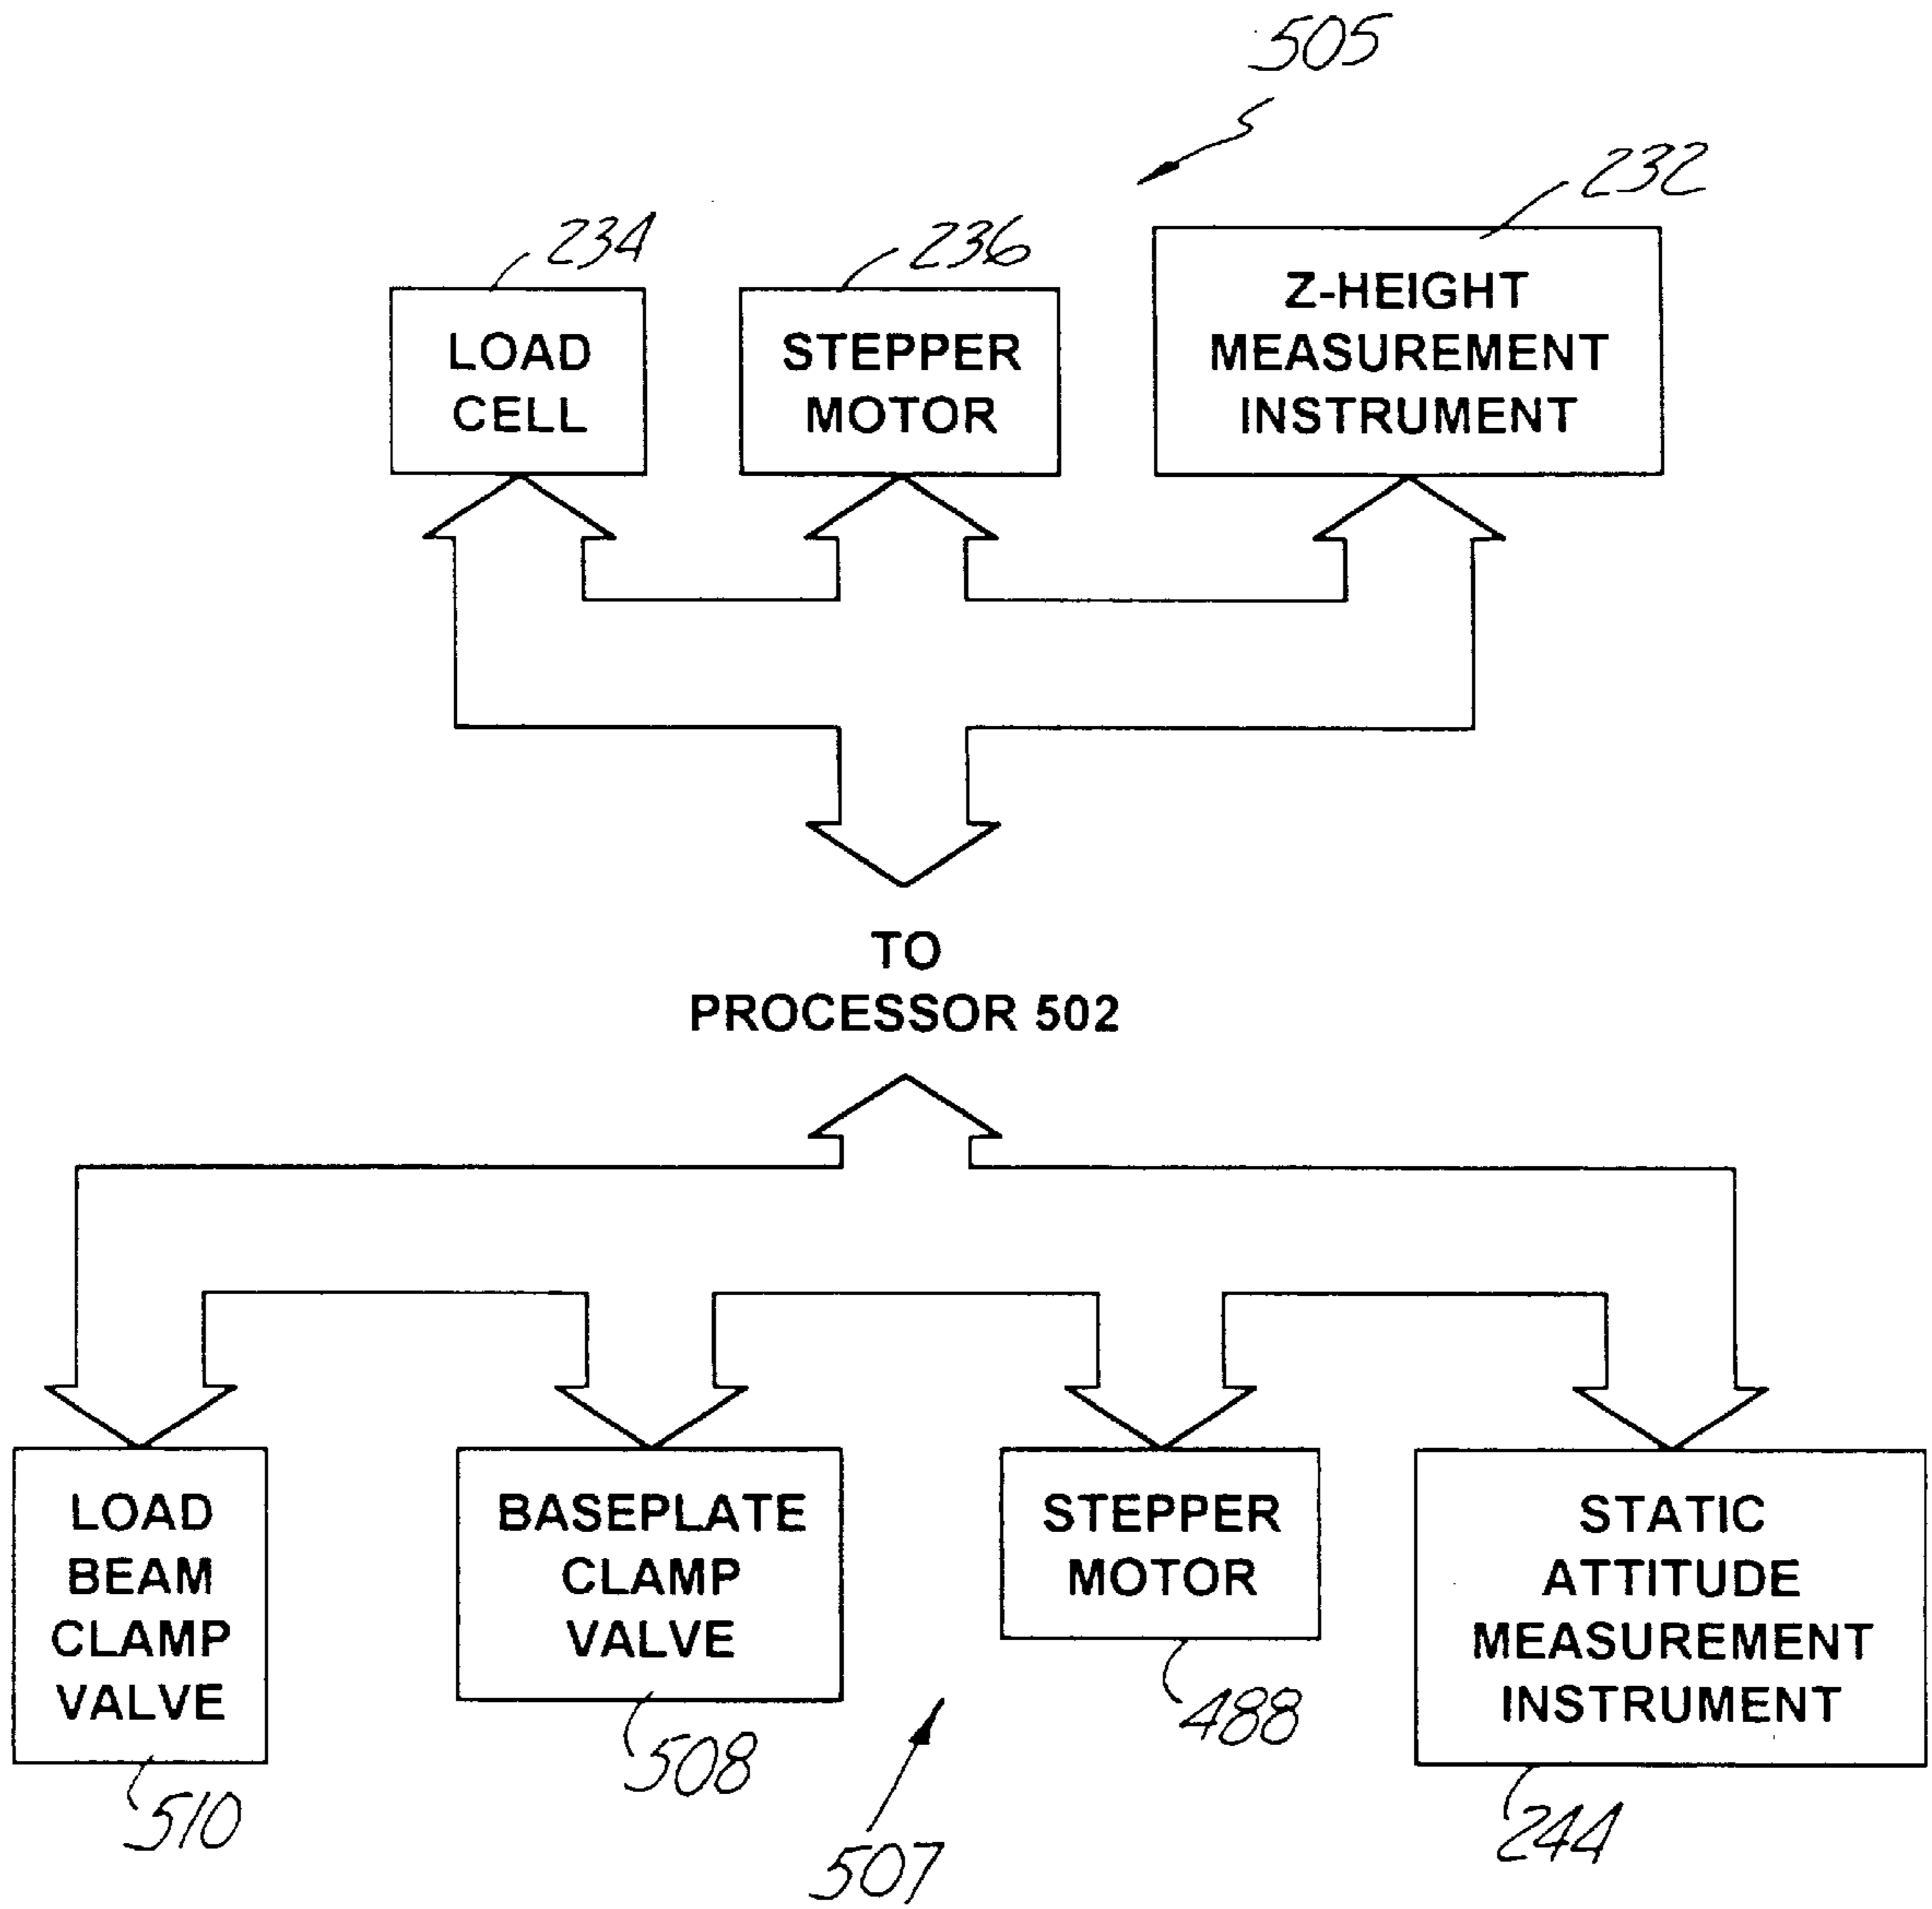 505
232
234
236
LOAD
CELL
STEPPER
MOTOR
Z-HEIGHT
MEASUREMENT
INSTRUMENT
TO
PROCESSOR 502
LOAD
BEAM
CLAMP
VALVE
BASEPLATE
CLAMP
VALVE
STEPPER
MOTOR
STATIC
ATTITUDE
MEASUREMENT
INSTRUMENT
510
508
507
488
244